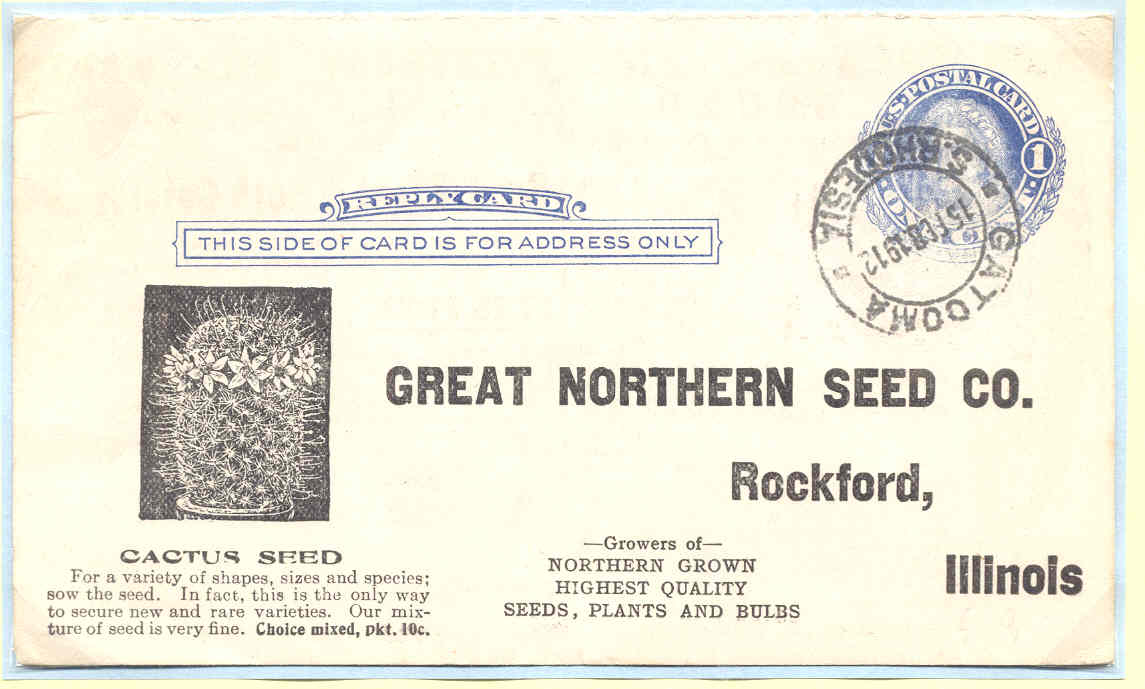 U.S. POSTAL CARD
1
S. RHODESIA
15 FEB 1912
GATOOMA
REPLY CARD
THIS SIDE OF CARD IS FOR ADDRESS ONLY
GREAT NORTHERN SEED CO.
Rockford,
Illinois
—Growers of—
NORTHERN GROWN
HIGHEST QUALITY
SEEDS, PLANTS AND BULBS
CACTUS SEED
For a variety of shapes, sizes and species;
sow the seed. In fact, this is the only way
to secure new and rare varieties. Our mix-
ture of seed is very fine. Choice mixed, pkt. 10c.